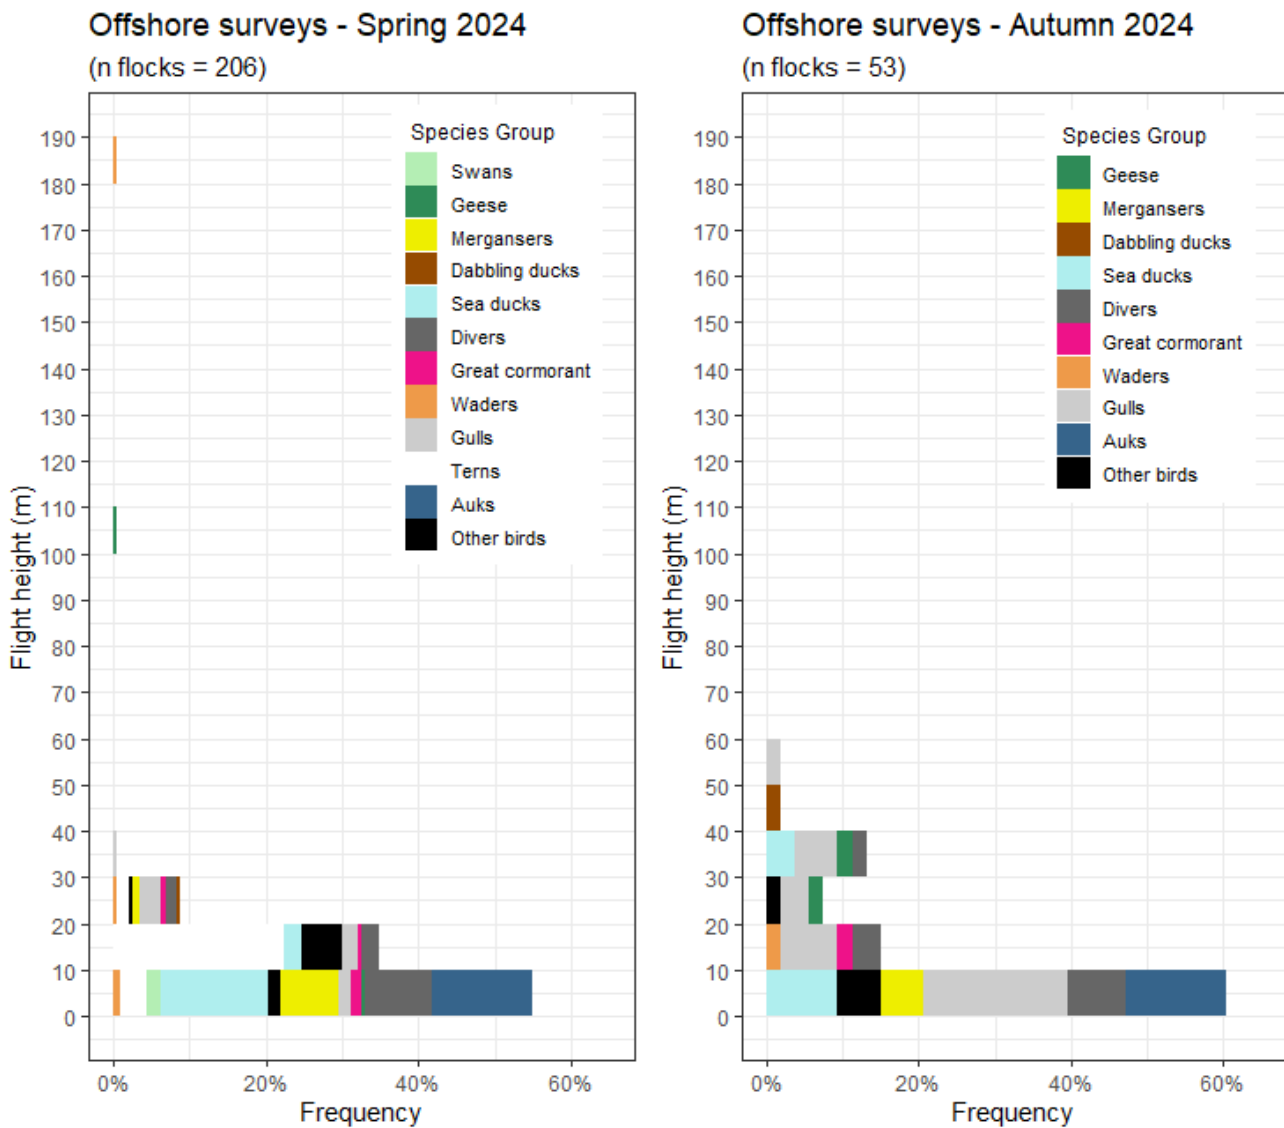 Offshore surveys - Spring 2024
(n flocks = 206)
Flight height (m)
190
180
170
160
150
140
130
120
110
100
90
80
70
60
50
40
30
20
10
0
Species Group
Swans
Geese
Mergansers
Dabbling ducks
Sea ducks
Divers
Great cormorant
Waders
Gulls
Terns
Auks
Other birds
0%
20%
40%
60%
Frequency
Offshore surveys - Autumn 2024
(n flocks = 53)
Flight height (m)
190
180
170
160
150
140
130
120
110
100
90
80
70
60
50
40
30
20
10
0
Species Group
Geese
Mergansers
Dabbling ducks
Sea ducks
Divers
Great cormorant
Waders
Gulls
Auks
Other birds
0%
20%
40%
60%
Frequency